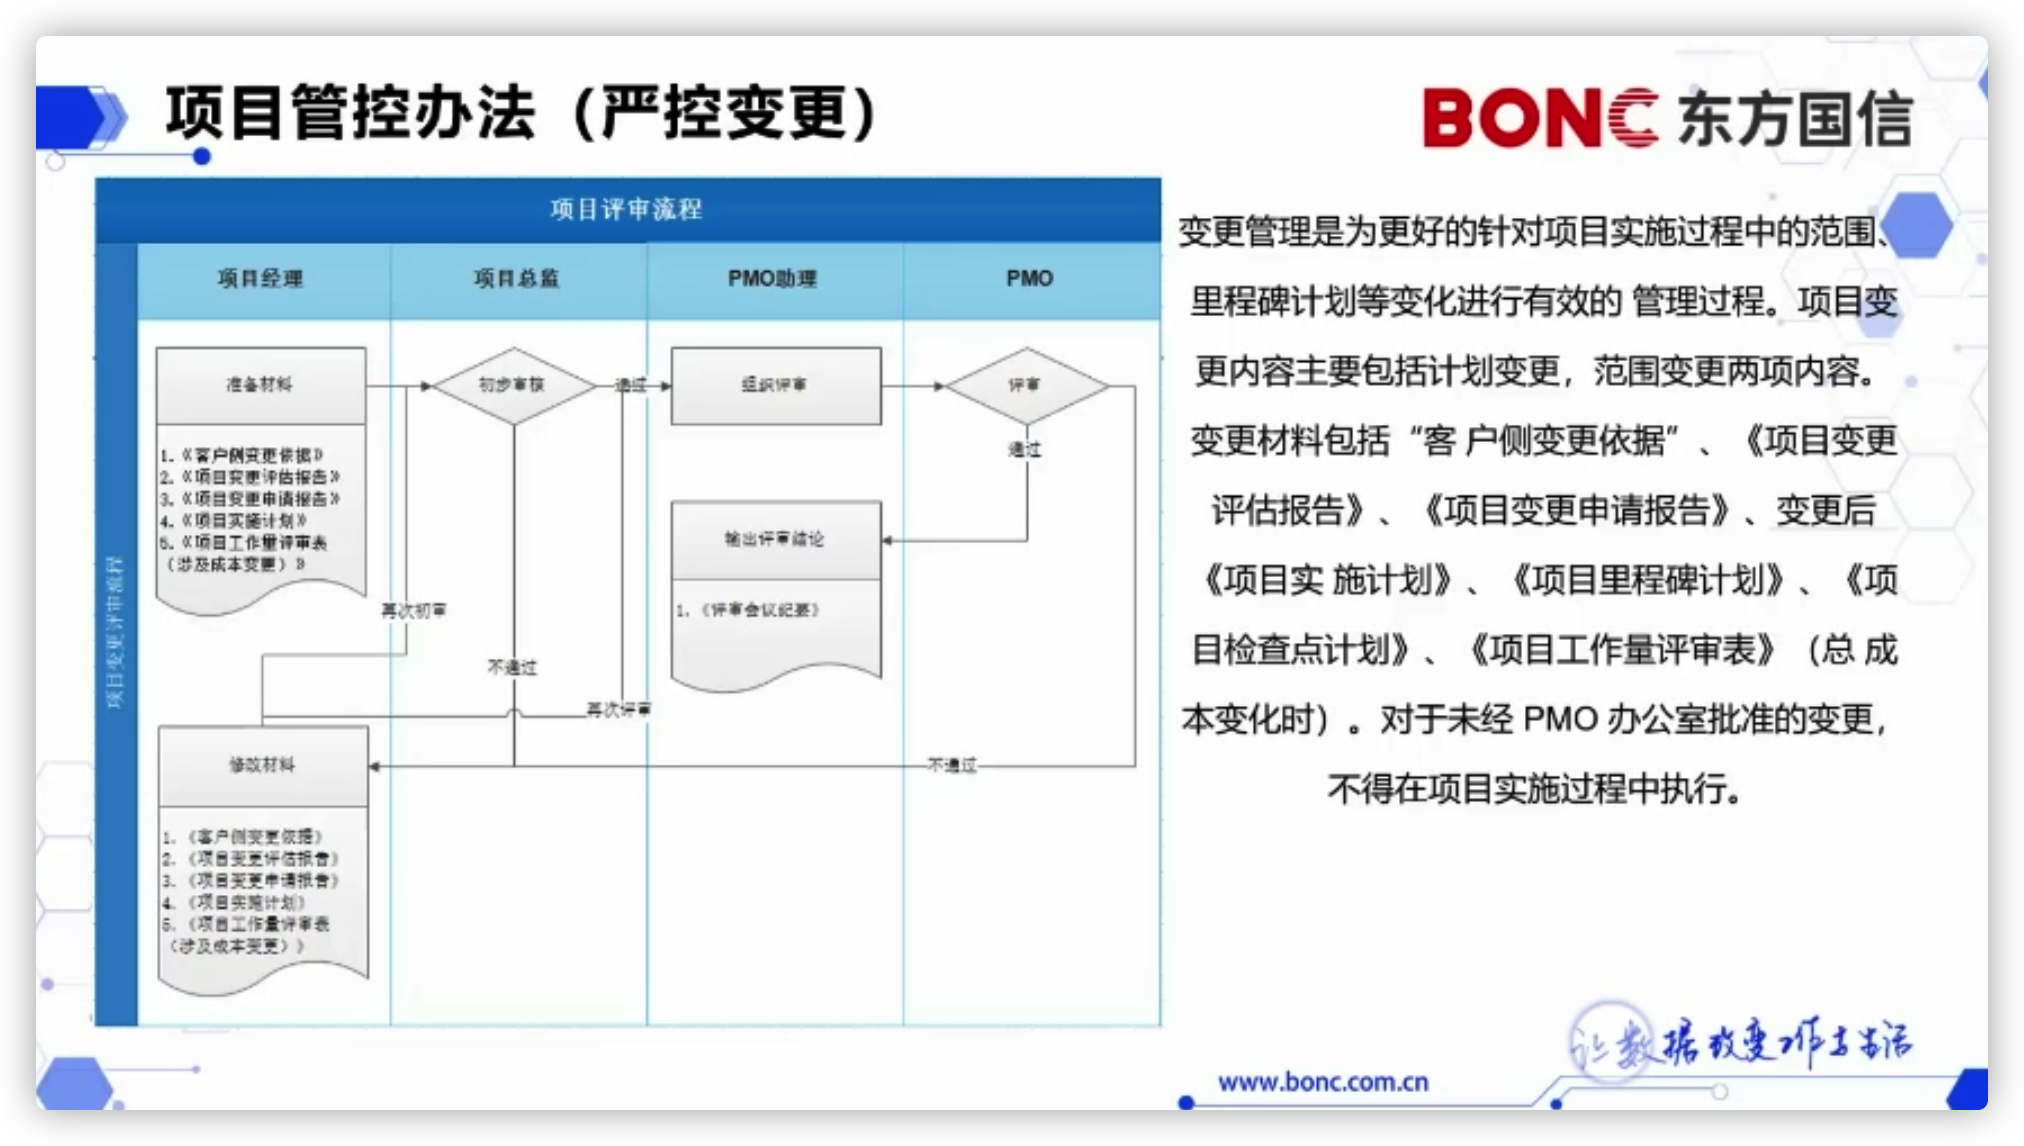 项目管控办法（严控变更）
BONC 东方国信
项目评审流程
项目经理
项目总监
PMO助理
PMO
项目变更评审流程
准备材料
初步审核
通过
组织评审
评审
1.《客户侧变更依据》
2.《项目变更评估报告》
3.《项目变更申请报告》
4.《项目实施计划》
5.《项目工作量评审表
（涉及成本变更）》
通过
输出评审结论
1.《评审会议纪要》
再次初审
不通过
再次评审
不通过
修改材料
1.《客户侧变更依据》
2.《项目变更评估报告》
3.《项目变更申请报告》
4.《项目实施计划》
5.《项目工作量评审表
（涉及成本变更）》
变更管理是为更好的针对项目实施过程中的范围、
里程碑计划等变化进行有效的 管理过程。项目变
更内容主要包括计划变更，范围变更两项内容。
变更材料包括“客 户侧变更依据”、《项目变更
评估报告》、《项目变更申请报告》、变更后
《项目实 施计划》、《项目里程碑计划》、《项
目检查点计划》、《项目工作量评审表》（总 成
本变化时）。对于未经 PMO 办公室批准的变更，
不得在项目实施过程中执行。
让数据改变工作与生活
www.bonc.com.cn